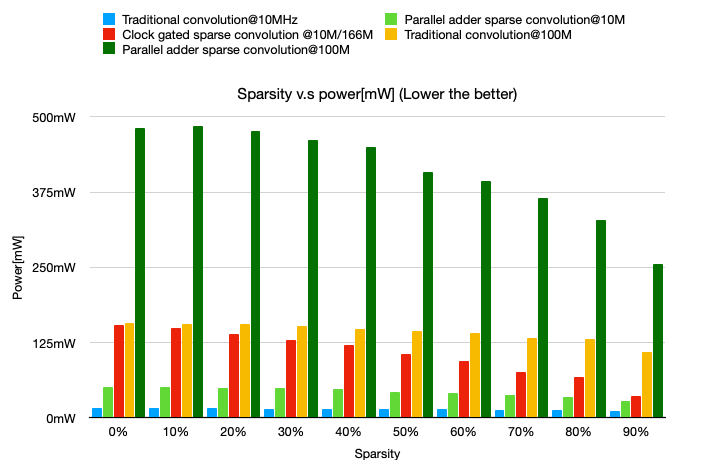 Traditional convolution@10MHz
Parallel adder sparse convolution@10M
Clock gated sparse convolution @10M/166M
Traditional convolution@100M
Parallel adder sparse convolution@100M
Sparsity v.s power[mW] (Lower the better)
500mW
375mW
250mW
125mW
0mW
Power[mW]
0% 10% 20% 30% 40% 50% 60% 70% 80% 90%
Sparsity